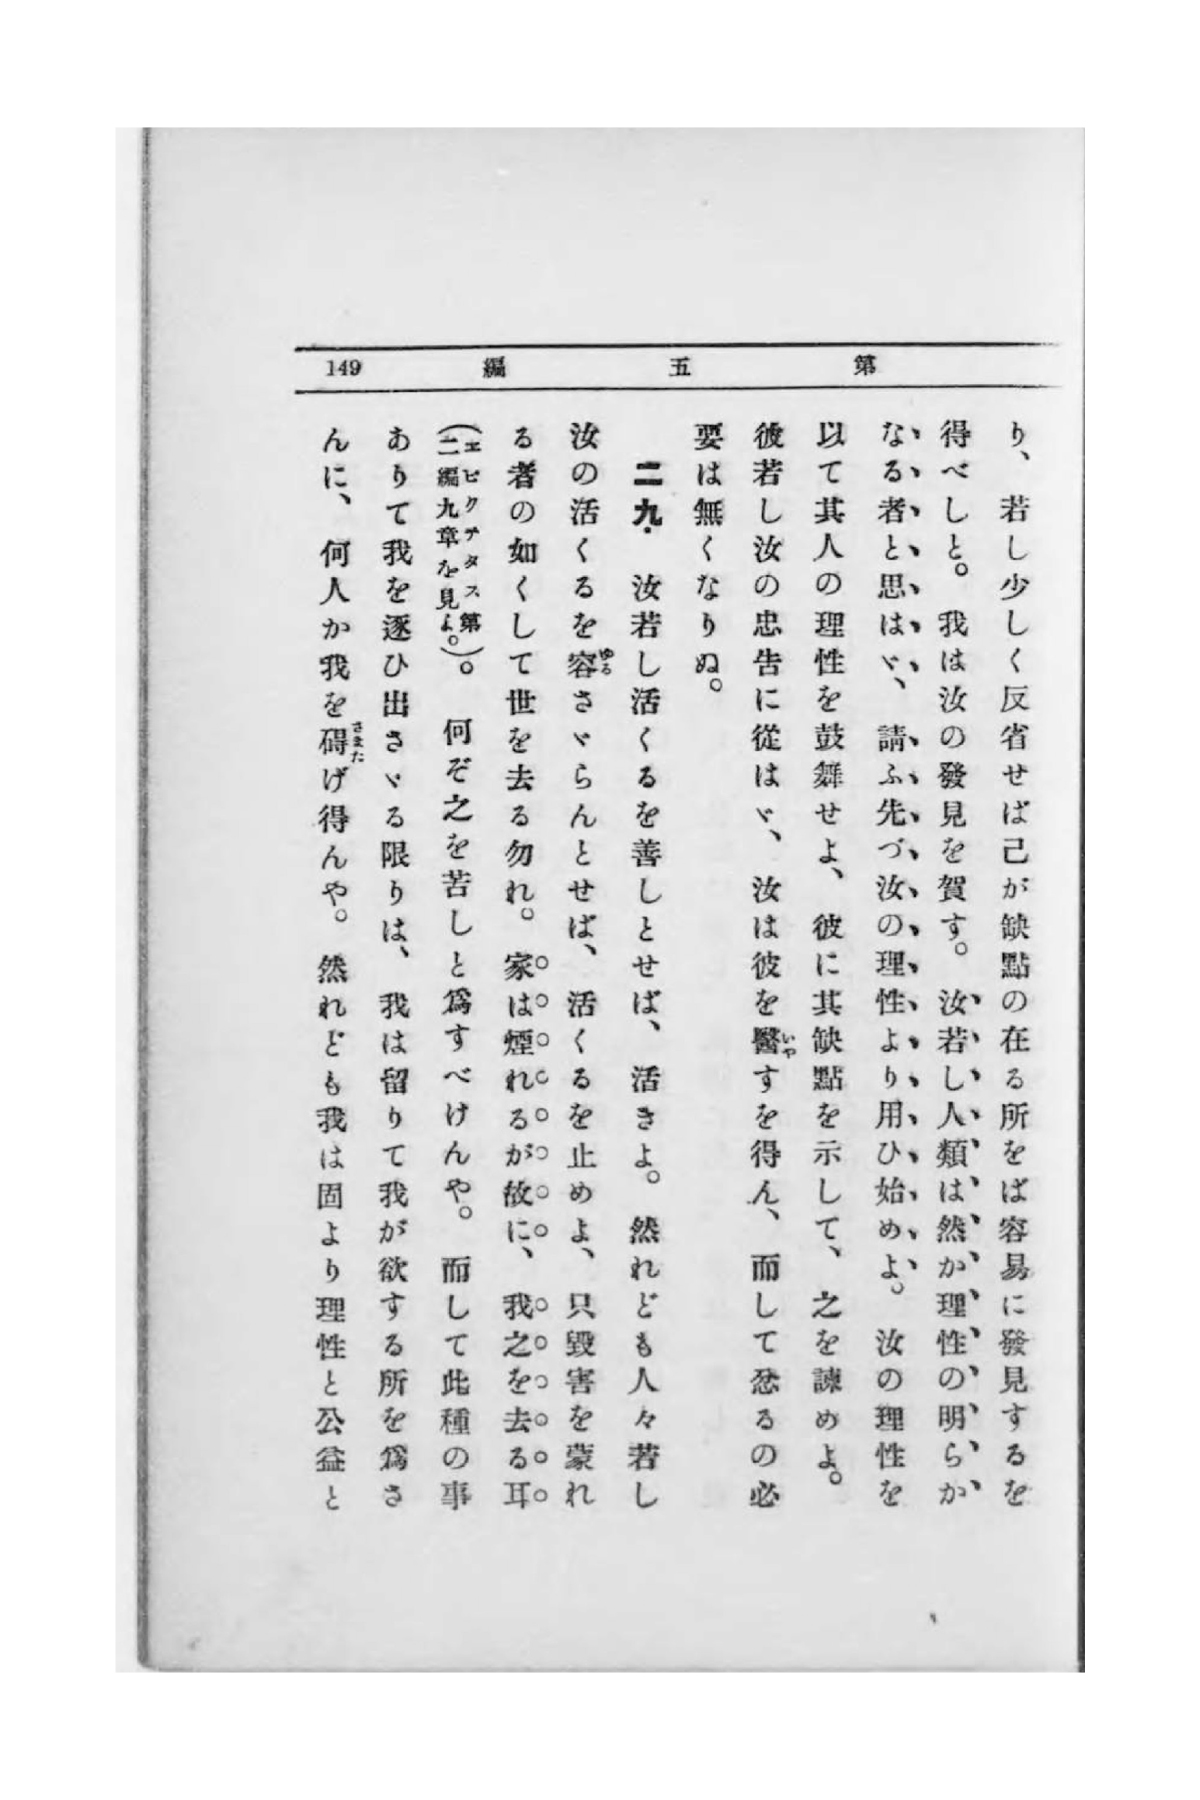 第五編
149
り、若し少しく反省せば己が缺點の在る所をば容易に發見するを
得べしと。我は汝の發見を賀す。汝若し人類は然か理性の明らか
なる者と思はゞ、請ふ先づ汝の理性より用ひ始めよ。汝の理性を
以て其人の理性を鼓舞せよ、彼に其缺點を示して、之を諫めよ。
彼若し汝の忠告に從はゞ、汝は彼を醫すを得ん、而して忿るの必
要は無くなりぬ。
二九．汝若し活くるを善しとせば、活きよ。然れども人々若し
汝の活くるを容さゞらんとせば、活くるを止めよ、只毀害を蒙れ
る者の如くして世を去る勿れ。家は煙れるが故に、我之を去る耳
(エピクテタス第二編九章を見よ。)。何ぞ之を苦しと爲すべけんや。而して此種の事
ありて我を逐ひ出さゞる限りは、我は留りて我が欲する所を爲さ
んに、何人か我を碍げ得んや。然れども我は固より理性と公益と